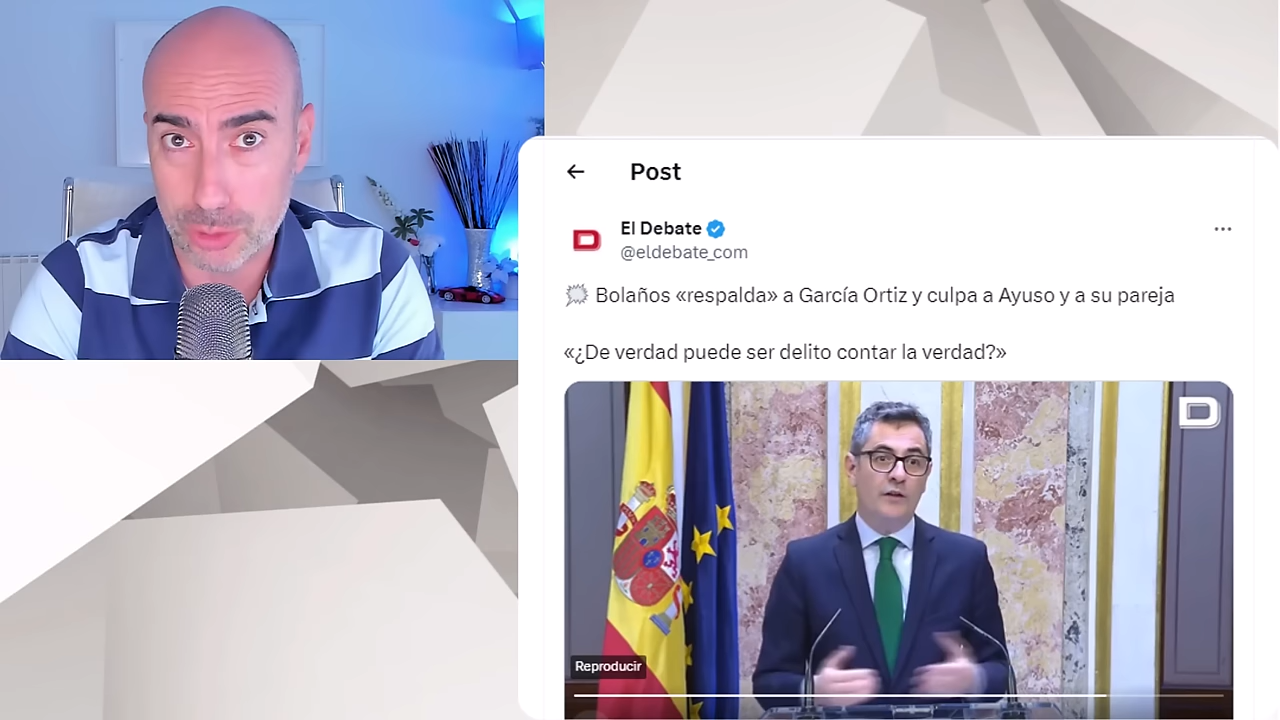 Post
El Debate
@eldebate_com
Bolaños «respalda» a García Ortiz y culpa a Ayuso y a su pareja
«¿De verdad puede ser delito contar la verdad?»
Reproducir